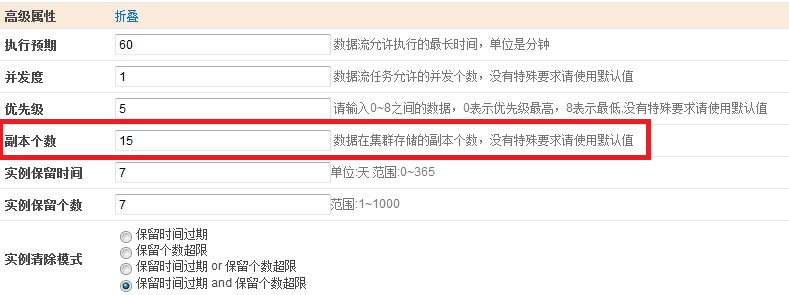 高级属性 折叠
执行预期 60 数据流允许执行的最长时间，单位是分钟
并发度 1 数据流任务允许的并发个数，没有特殊要求请使用默认值
优先级 5 请输入0~8之间的数据，0表示优先级最高，8表示最低,没有特殊要求请使用默认值
副本个数 15 数据在集群存储的副本个数，没有特殊要求请使用默认值
实例保留时间 7 单位:天 范围:0~365
实例保留个数 7 范围:1~1000
实例清除模式
保留时间过期
保留个数超限
保留时间过期 or 保留个数超限
保留时间过期 and 保留个数超限